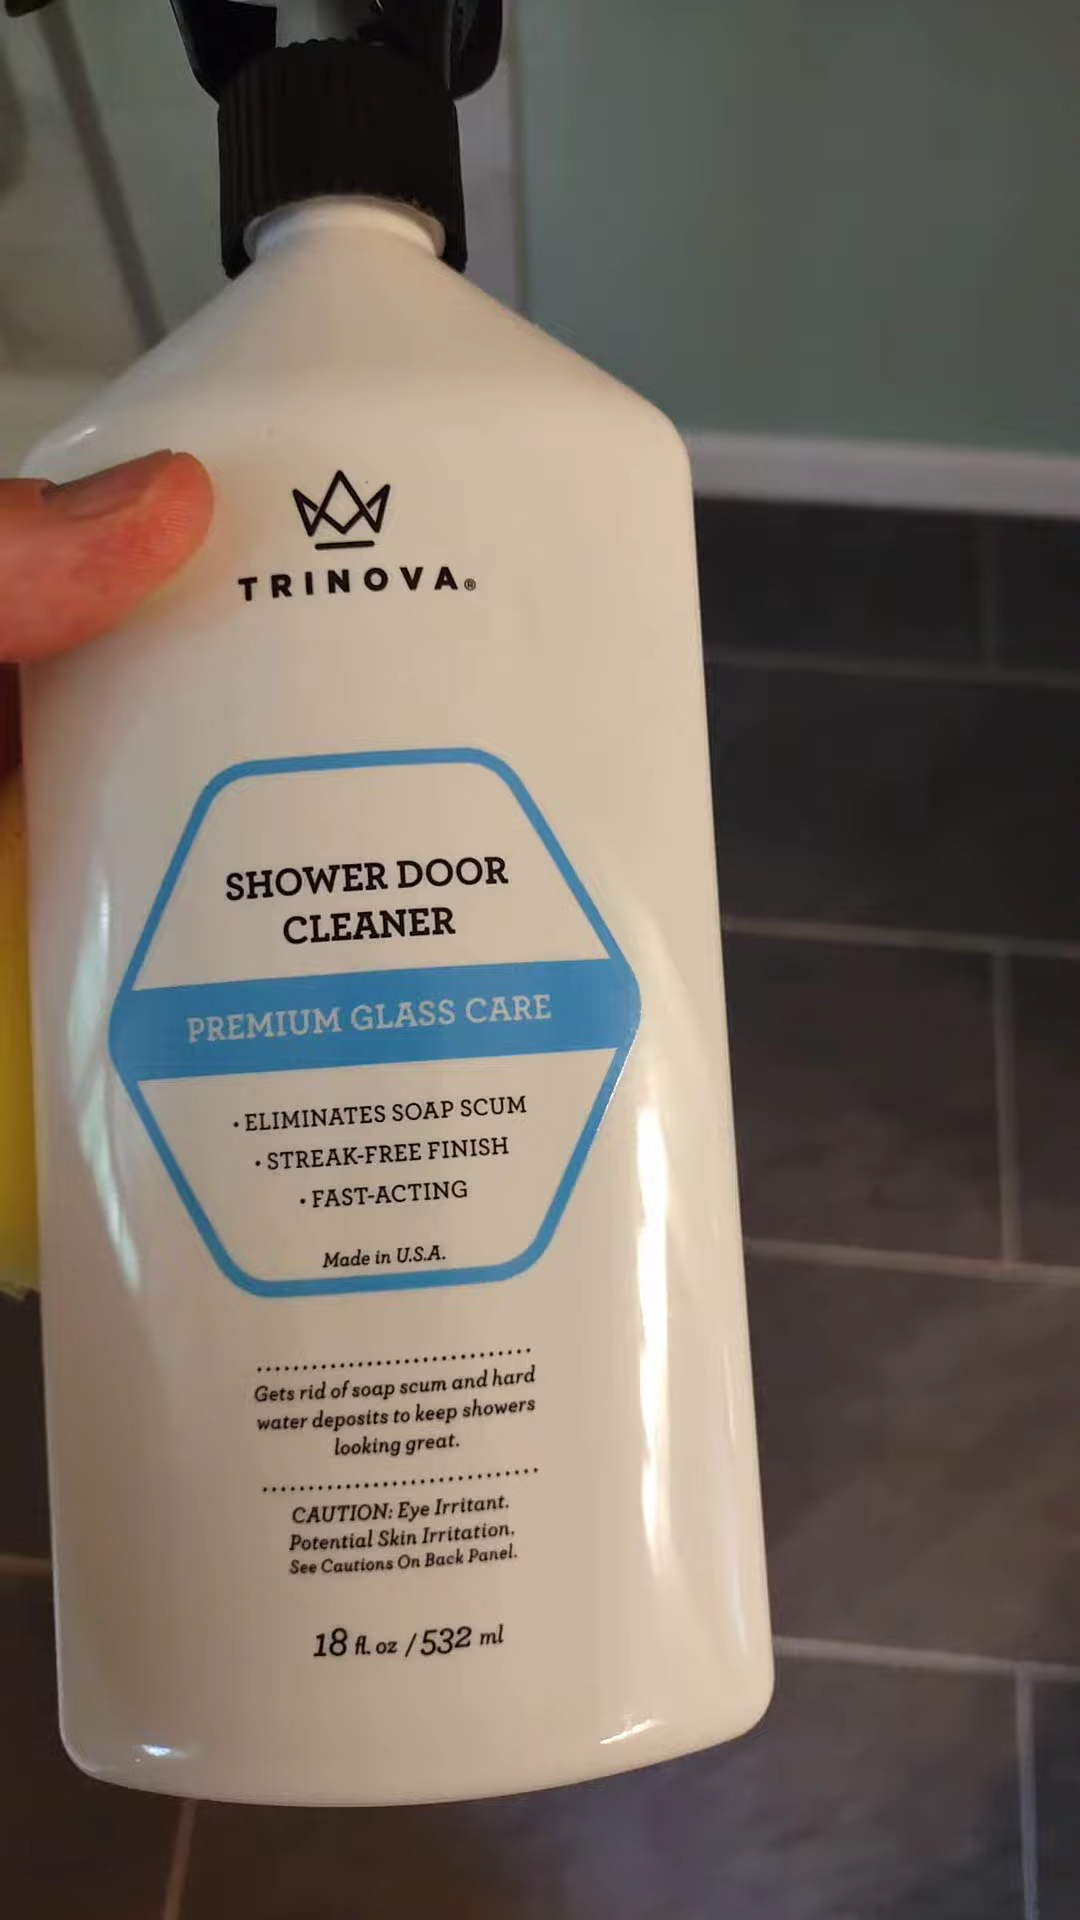 TRINOVA®
SHOWER DOOR
CLEANER
PREMIUM GLASS CARE
• ELIMINATES SOAP SCUM
• STREAK-FREE FINISH
• FAST-ACTING
Made in U.S.A.
Gets rid of soap scum and hard
water deposits to keep showers
looking great.
CAUTION: Eye Irritant.
Potential Skin Irritation.
See Cautions On Back Panel.
18 fl. oz / 532 ml